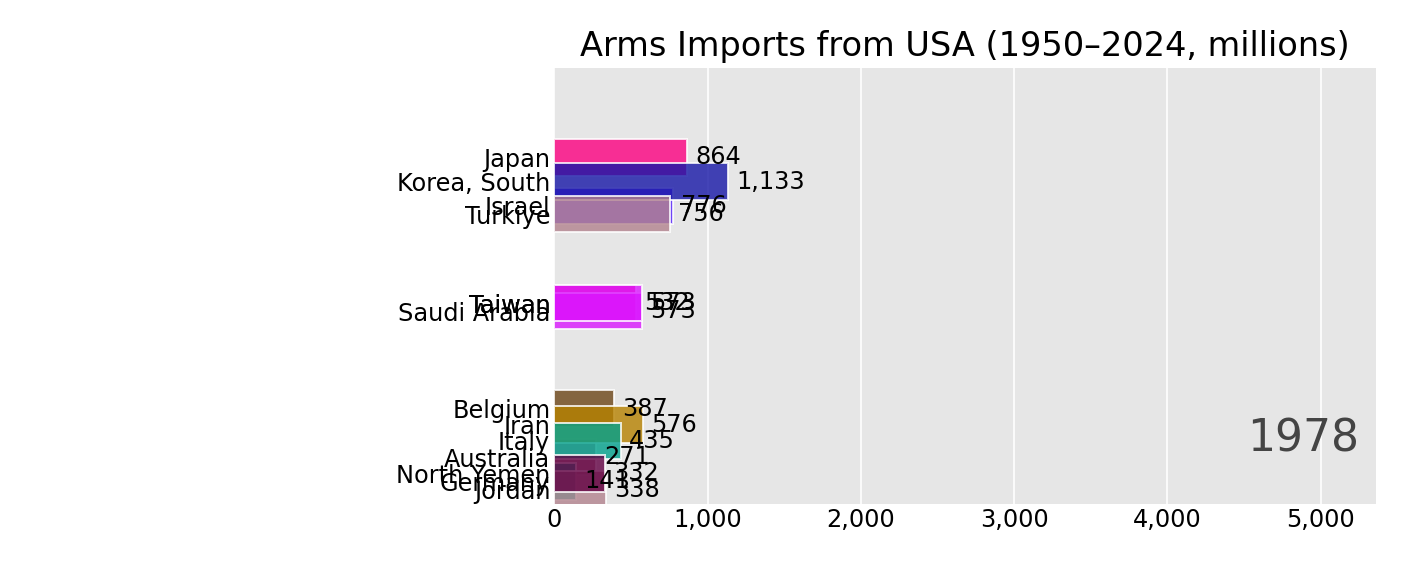 Arms Imports from USA (1950–2024, millions)
Japan 864
Korea, South 1,133
Israel 776
Turkiye 756
Taiwan 532
Saudi Arabia 573
Belgium 387
Iran 576
Italy 435
Australia 271
North Yemen
Germany 332
Jordan 338
1978
0 1,000 2,000 3,000 4,000 5,000